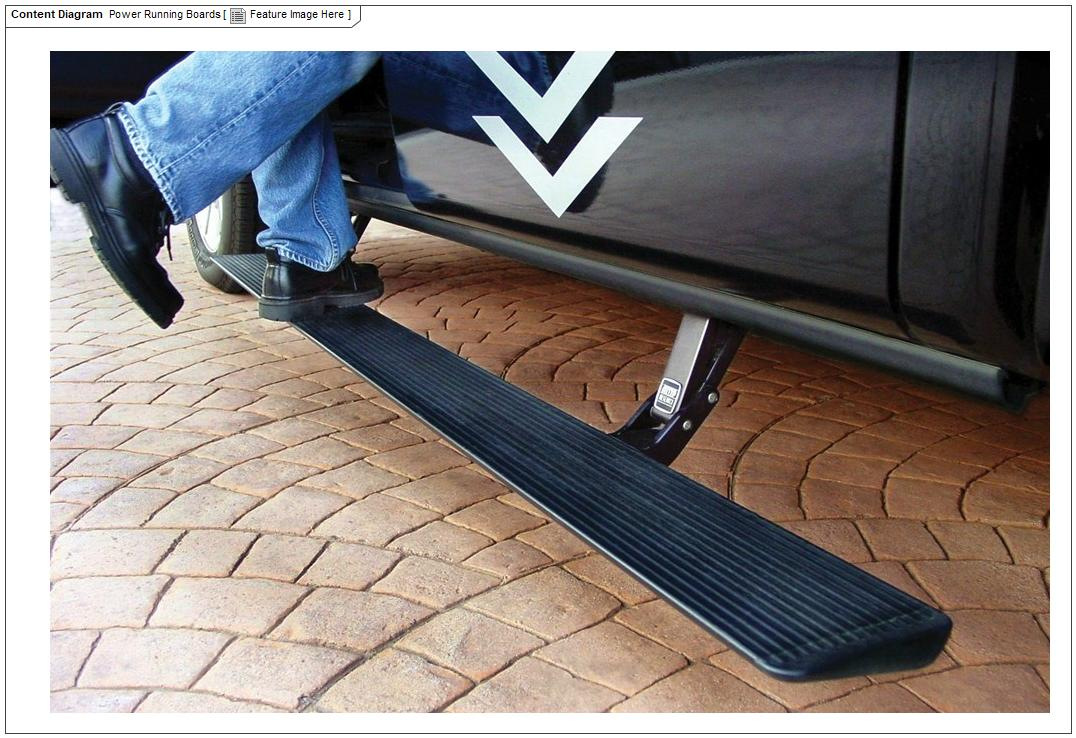 Content Diagram Power Running Boards [ Feature Image Here ]